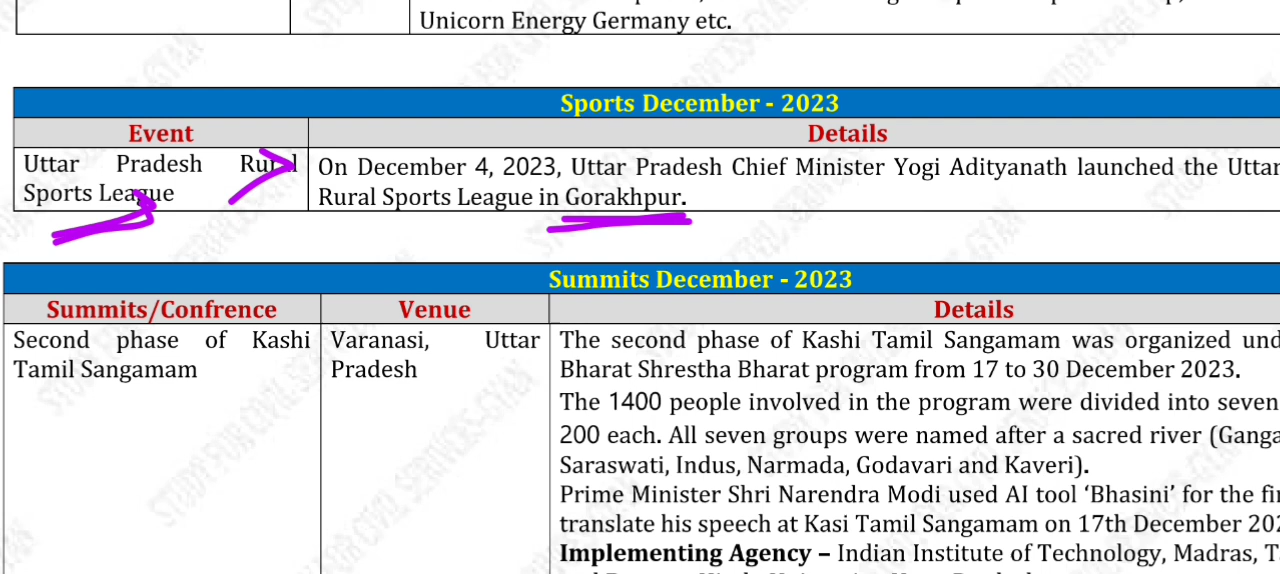 Unicorn Energy Germany etc.
Sports December - 2023
Event Details
Uttar Pradesh Rural
Sports League
On December 4, 2023, Uttar Pradesh Chief Minister Yogi Adityanath launched the Uttar
Rural Sports League in Gorakhpur.
Summits December - 2023
Summits/Confrence Venue Details
Second phase of Kashi
Tamil Sangamam
Varanasi, Uttar
Pradesh
The second phase of Kashi Tamil Sangamam was organized und
Bharat Shrestha Bharat program from 17 to 30 December 2023.
The 1400 people involved in the program were divided into seven
200 each. All seven groups were named after a sacred river (Ganga
Saraswati, Indus, Narmada, Godavari and Kaveri).
Prime Minister Shri Narendra Modi used AI tool ‘Bhasini’ for the fi
translate his speech at Kasi Tamil Sangamam on 17th December 202
Implementing Agency – Indian Institute of Technology, Madras, T